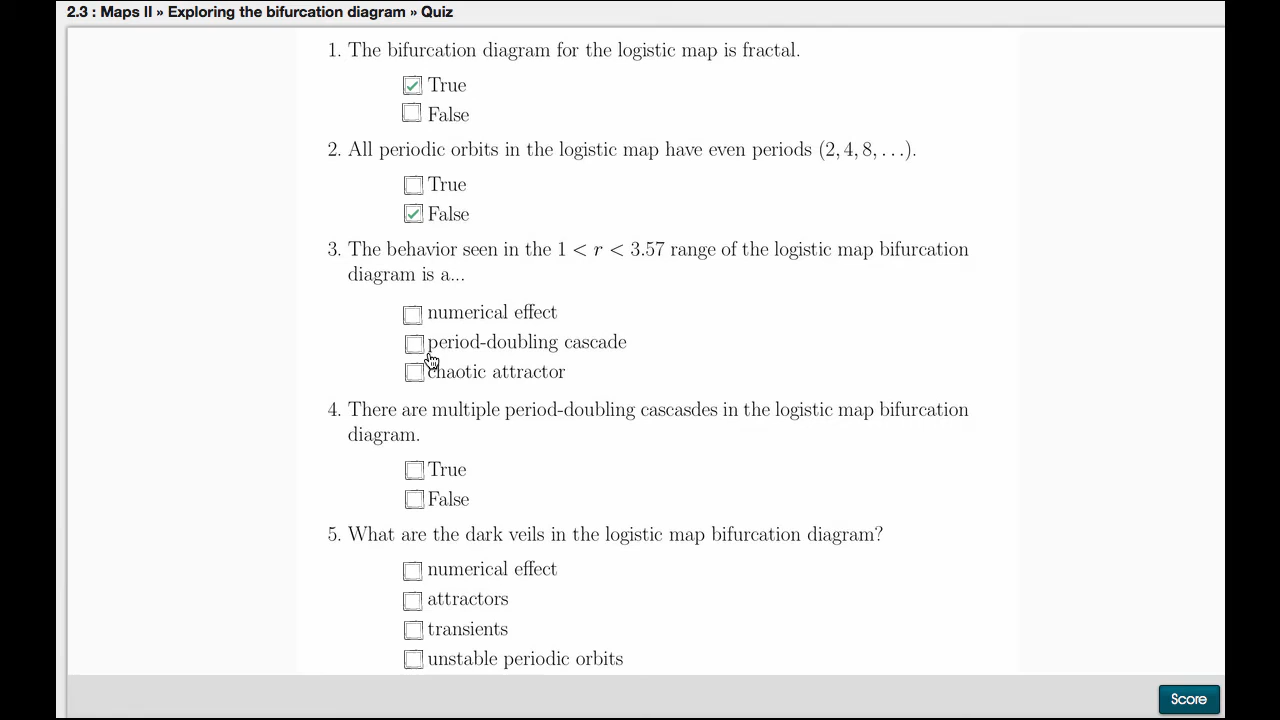 2.3 : Maps II » Exploring the bifurcation diagram » Quiz
1. The bifurcation diagram for the logistic map is fractal.
True
False
2. All periodic orbits in the logistic map have even periods (2, 4, 8, . . .).
True
False
3. The behavior seen in the 1 < r < 3.57 range of the logistic map bifurcation
diagram is a...
numerical effect
period-doubling cascade
chaotic attractor
4. There are multiple period-doubling cascasdes in the logistic map bifurcation
diagram.
True
False
5. What are the dark veils in the logistic map bifurcation diagram?
numerical effect
attractors
transients
unstable periodic orbits
Score